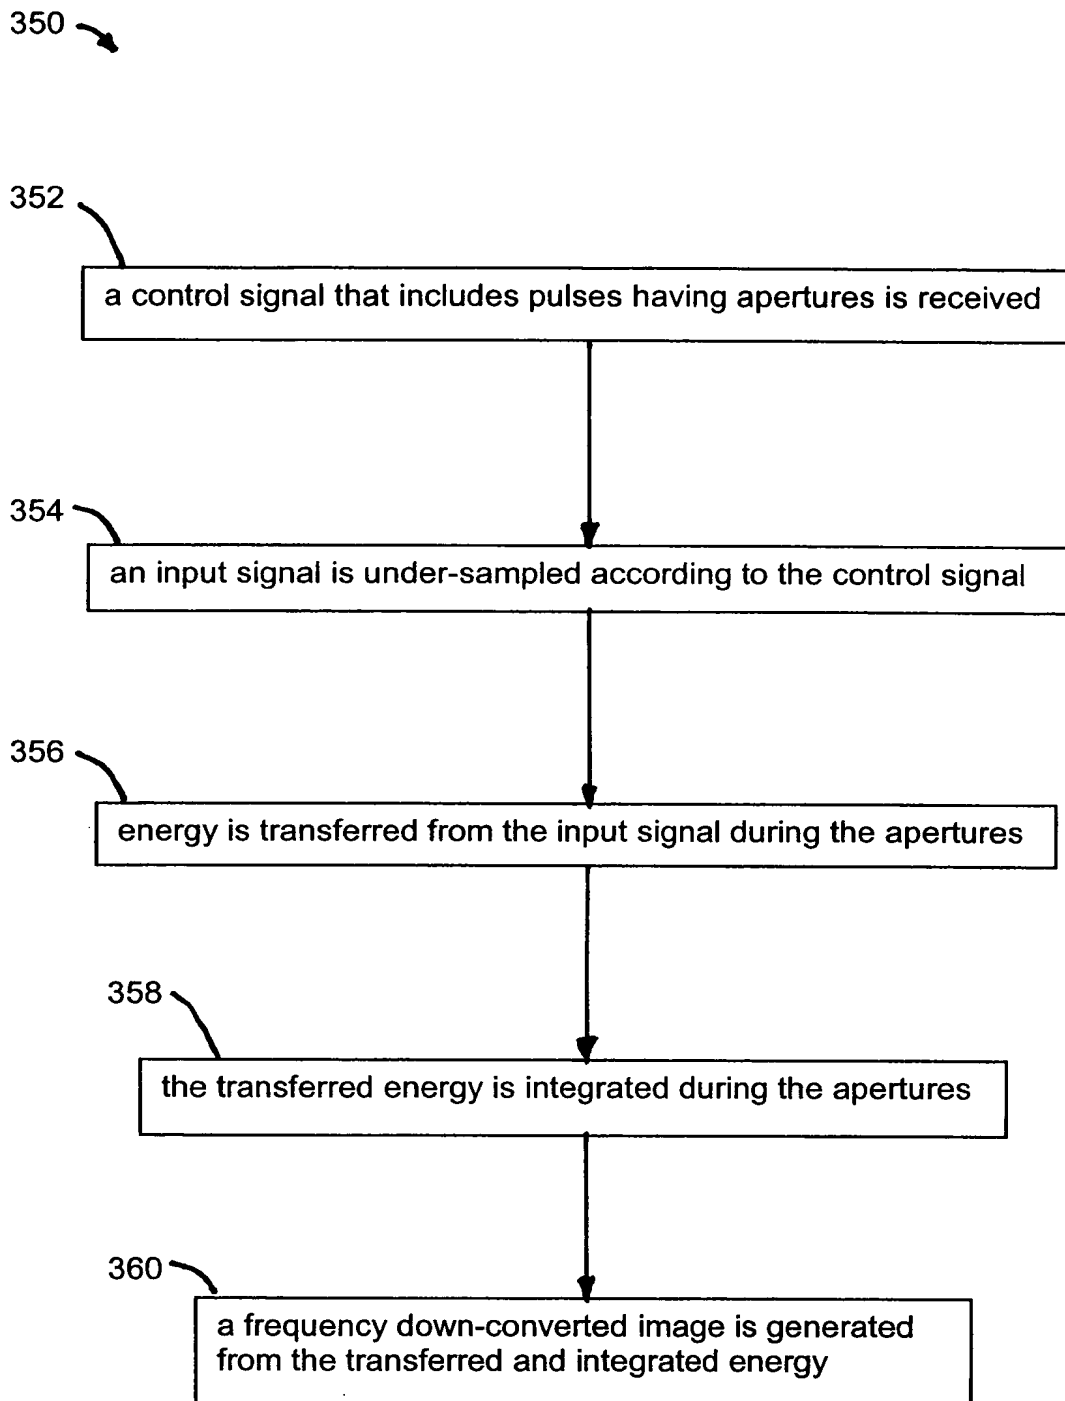 350
352
a control signal that includes pulses having apertures is received
354
an input signal is under-sampled according to the control signal
356
energy is transferred from the input signal during the apertures
358
the transferred energy is integrated during the apertures
360
a frequency down-converted image is generated
from the transferred and integrated energy